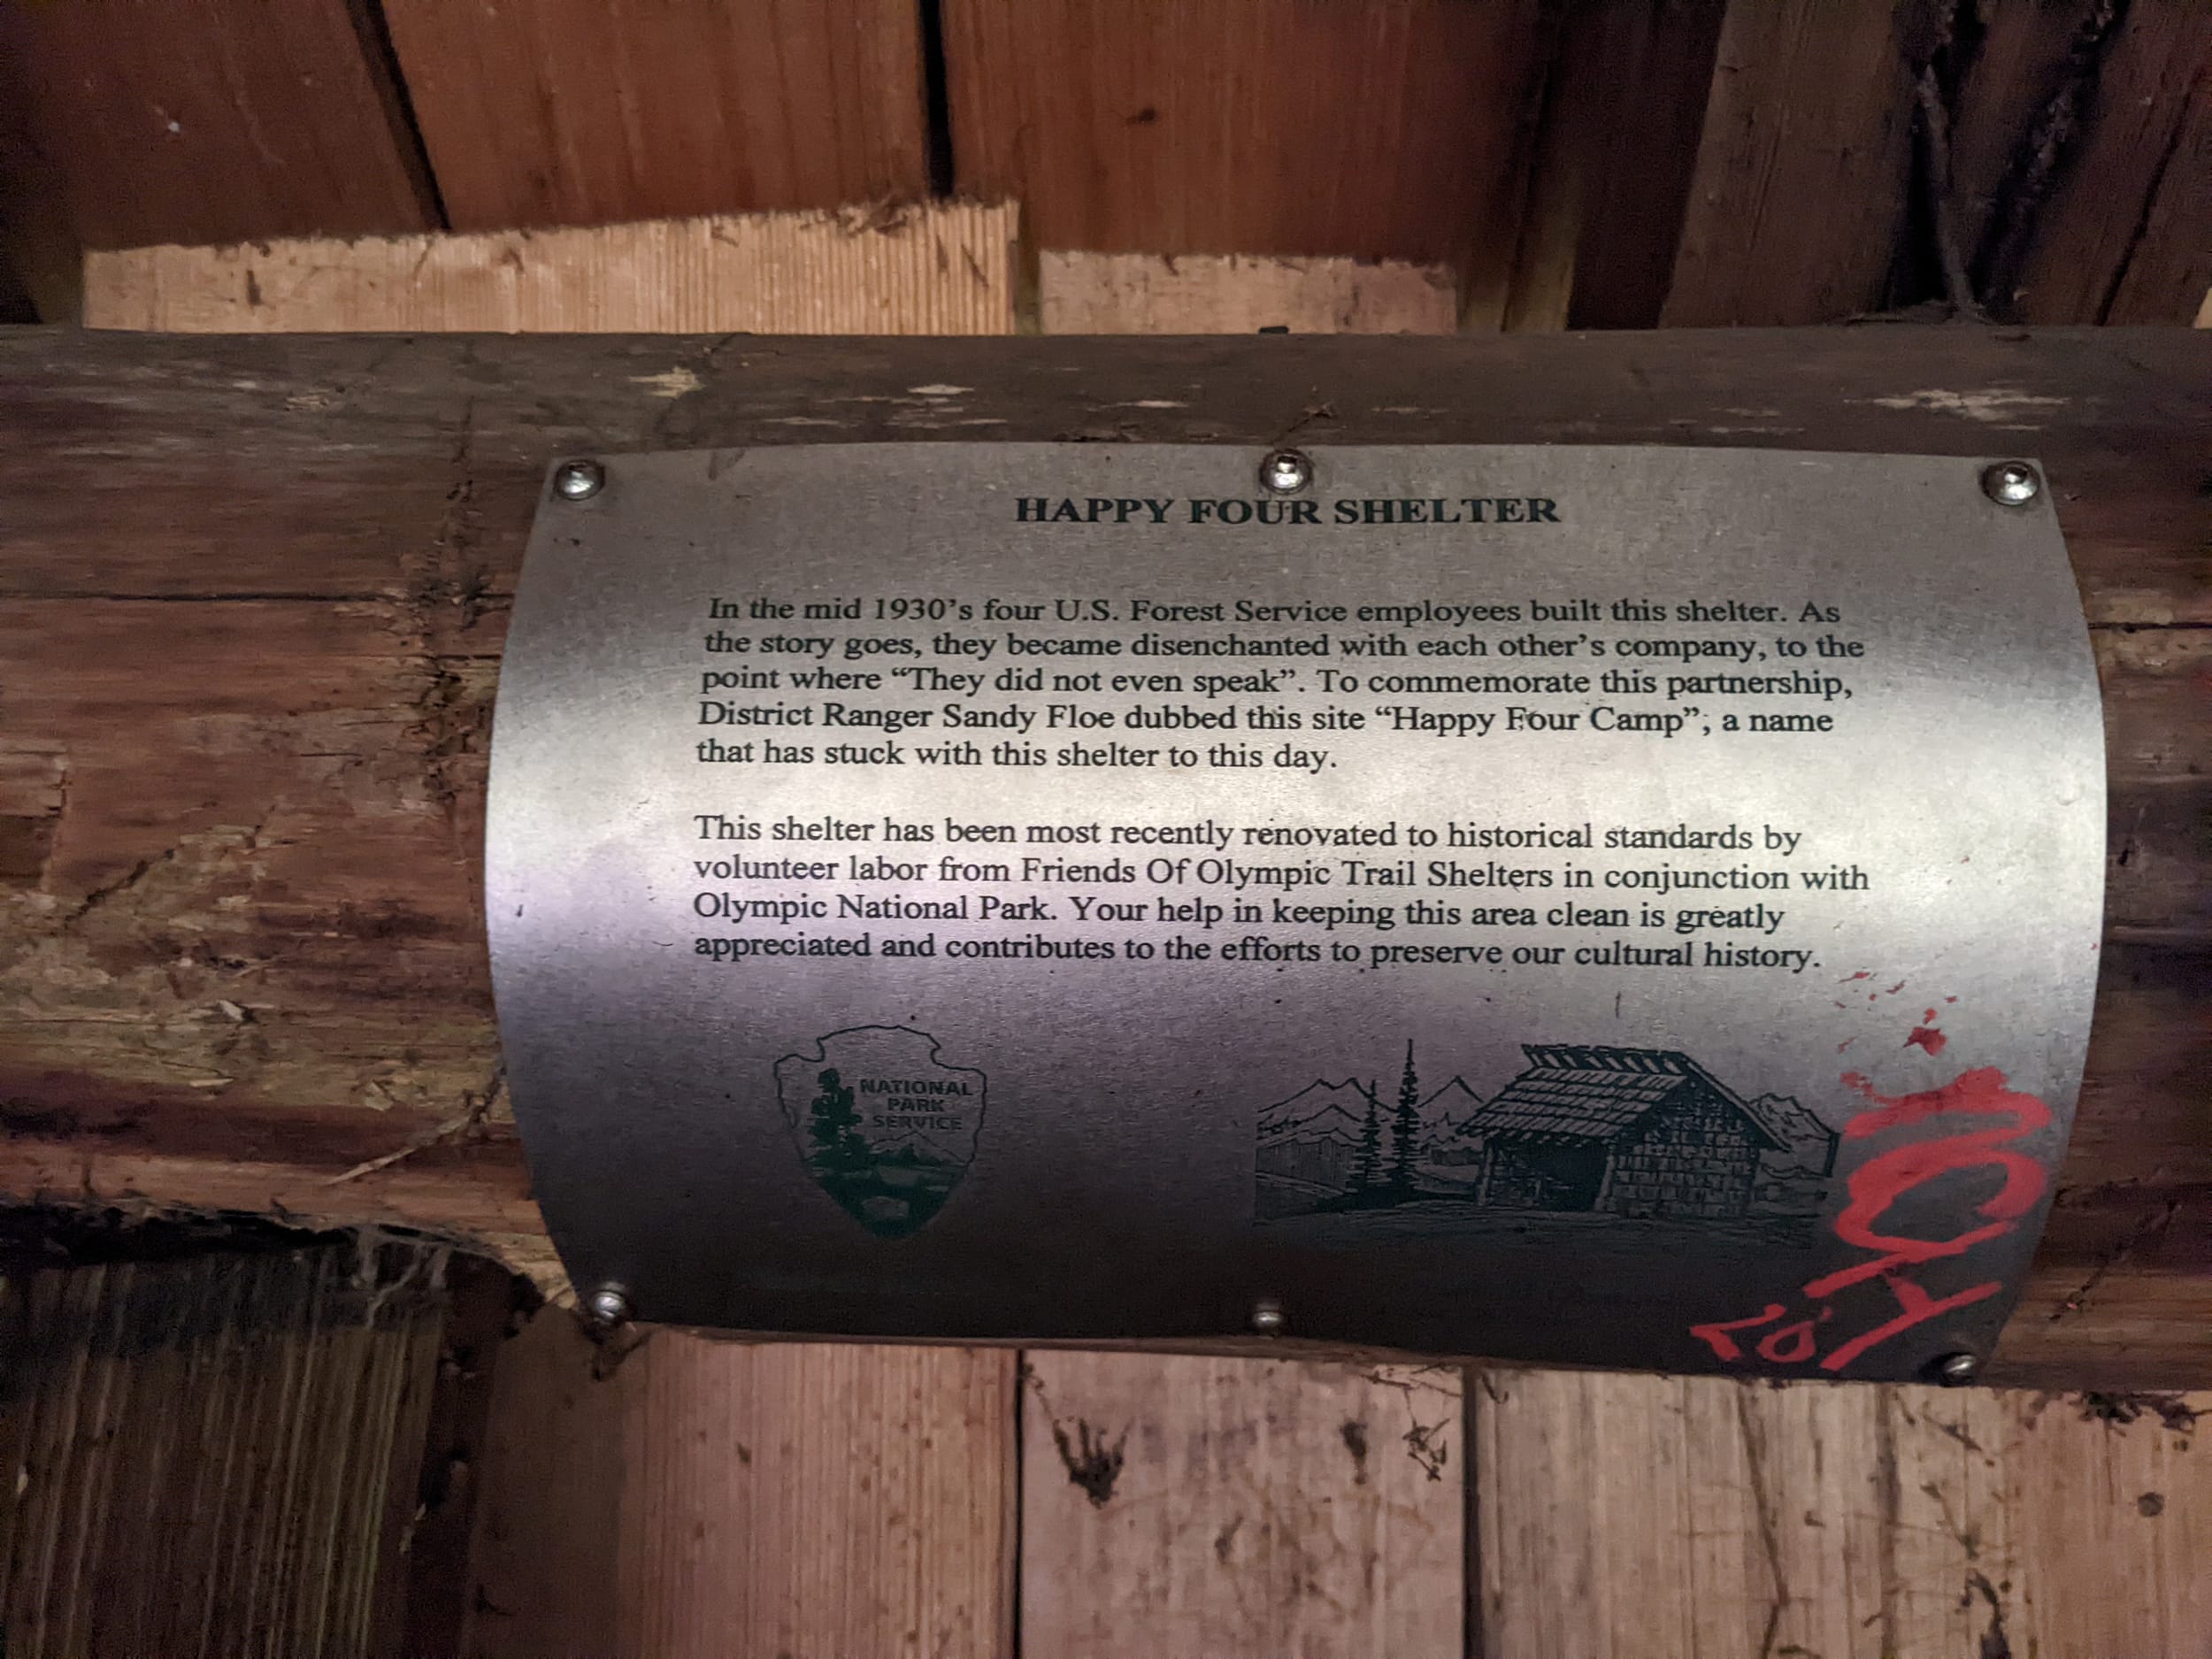 HAPPY FOUR SHELTER
In the mid 1930's four U.S. Forest Service employees built this shelter. As
the story goes, they became disenchanted with each other's company, to the
point where “They did not even speak”. To commemorate this partnership,
District Ranger Sandy Floe dubbed this site “Happy Four Camp”; a name
that has stuck with this shelter to this day.
This shelter has been most recently renovated to historical standards by
volunteer labor from Friends Of Olympic Trail Shelters in conjunction with
Olympic National Park. Your help in keeping this area clean is greatly
appreciated and contributes to the efforts to preserve our cultural history.
NATIONAL
PARK
SERVICE